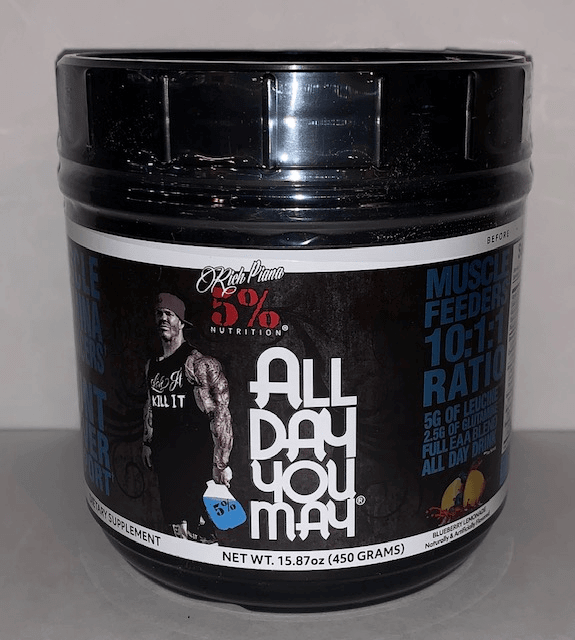 BEFORE
Rich Piana
5%
NUTRITION®
KILL IT
5%
ALL
DAY
YOU
MAY®
MUSCLE
FEEDERS
10:1:1
RATIO
5G OF LEUCINE
2.5G OF GLUTAMINE
FULL EAA BLEND
ALL DAY DRINK
BLUEBERRY LEMONADE
Naturally & Artificially Flavored
SUPPLEMENT
NET WT. 15.87oz (450 GRAMS)